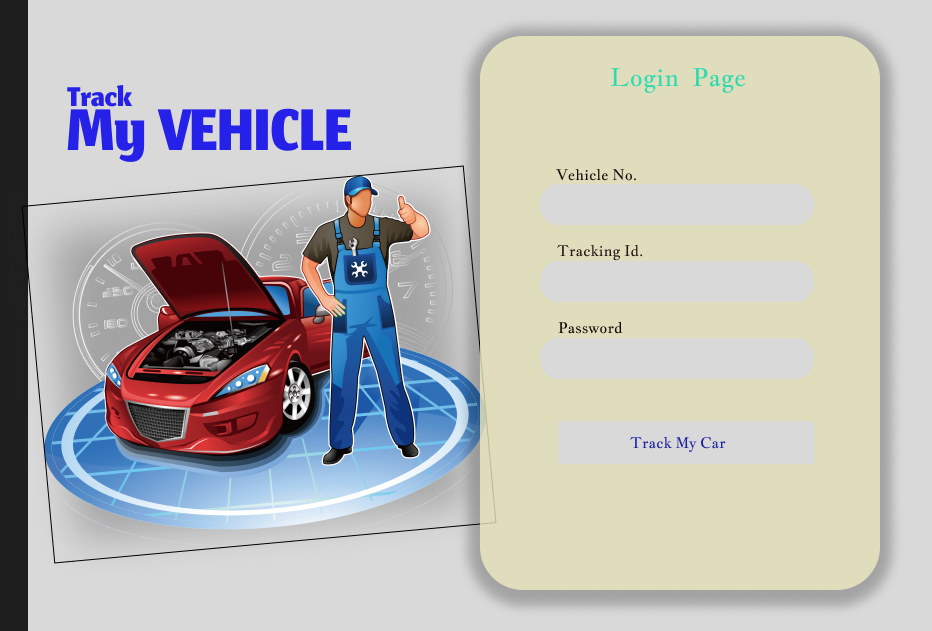 Track
My VEHICLE
Login Page
Vehicle No.
Tracking Id.
Password
Track My Car